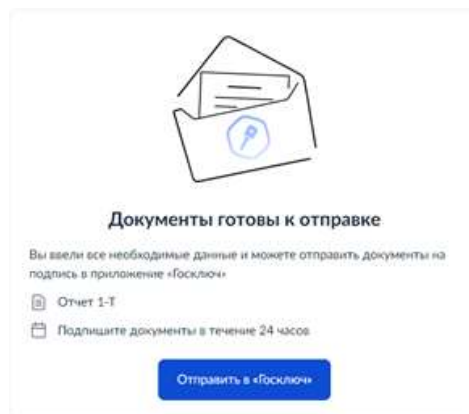 Документы готовы к отправке
Вы ввели все необходимые данные и можете отправить документы на
подпись в приложение «Госключ»
Отчет 1-Т
Подпишите документы в течение 24 часов
Отправить в «Госключ»